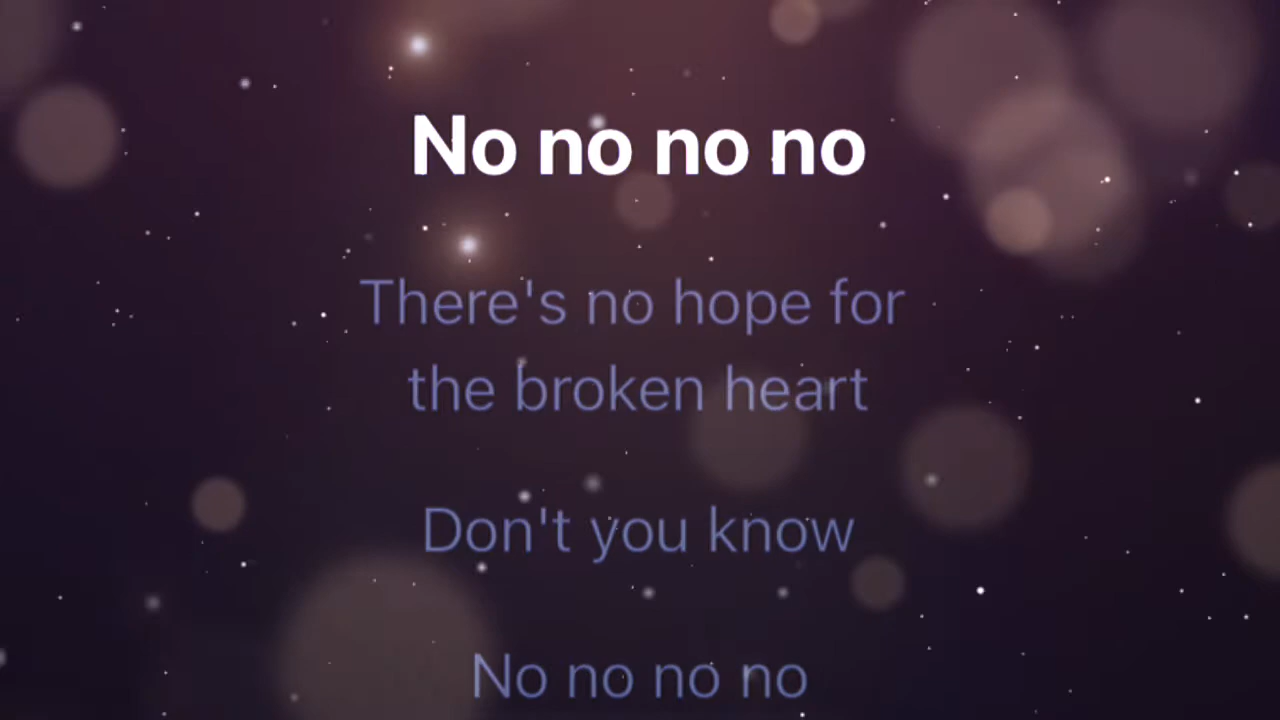 No no no no
There's no hope for
the broken heart
Don't you know
No no no no